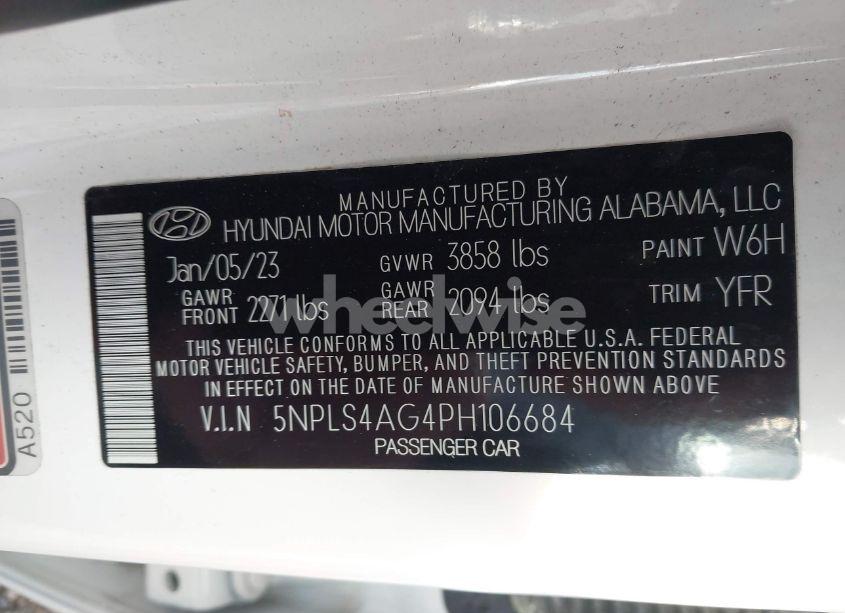 MANUFACTURED BY
HYUNDAI MOTOR MANUFACTURING ALABAMA, LLC
Jan/05/23 GVWR 3858 lbs PAINT W6H
GAWR FRONT 2271 lbs GAWR REAR 2094 lbs TRIM YFR
wheelwise
THIS VEHICLE CONFORMS TO ALL APPLICABLE U.S.A. FEDERAL
MOTOR VEHICLE SAFETY, BUMPER, AND THEFT PREVENTION STANDARDS
IN EFFECT ON THE DATE OF MANUFACTURE SHOWN ABOVE
V.I.N 5NPLS4AG4PH106684
PASSENGER CAR
A520